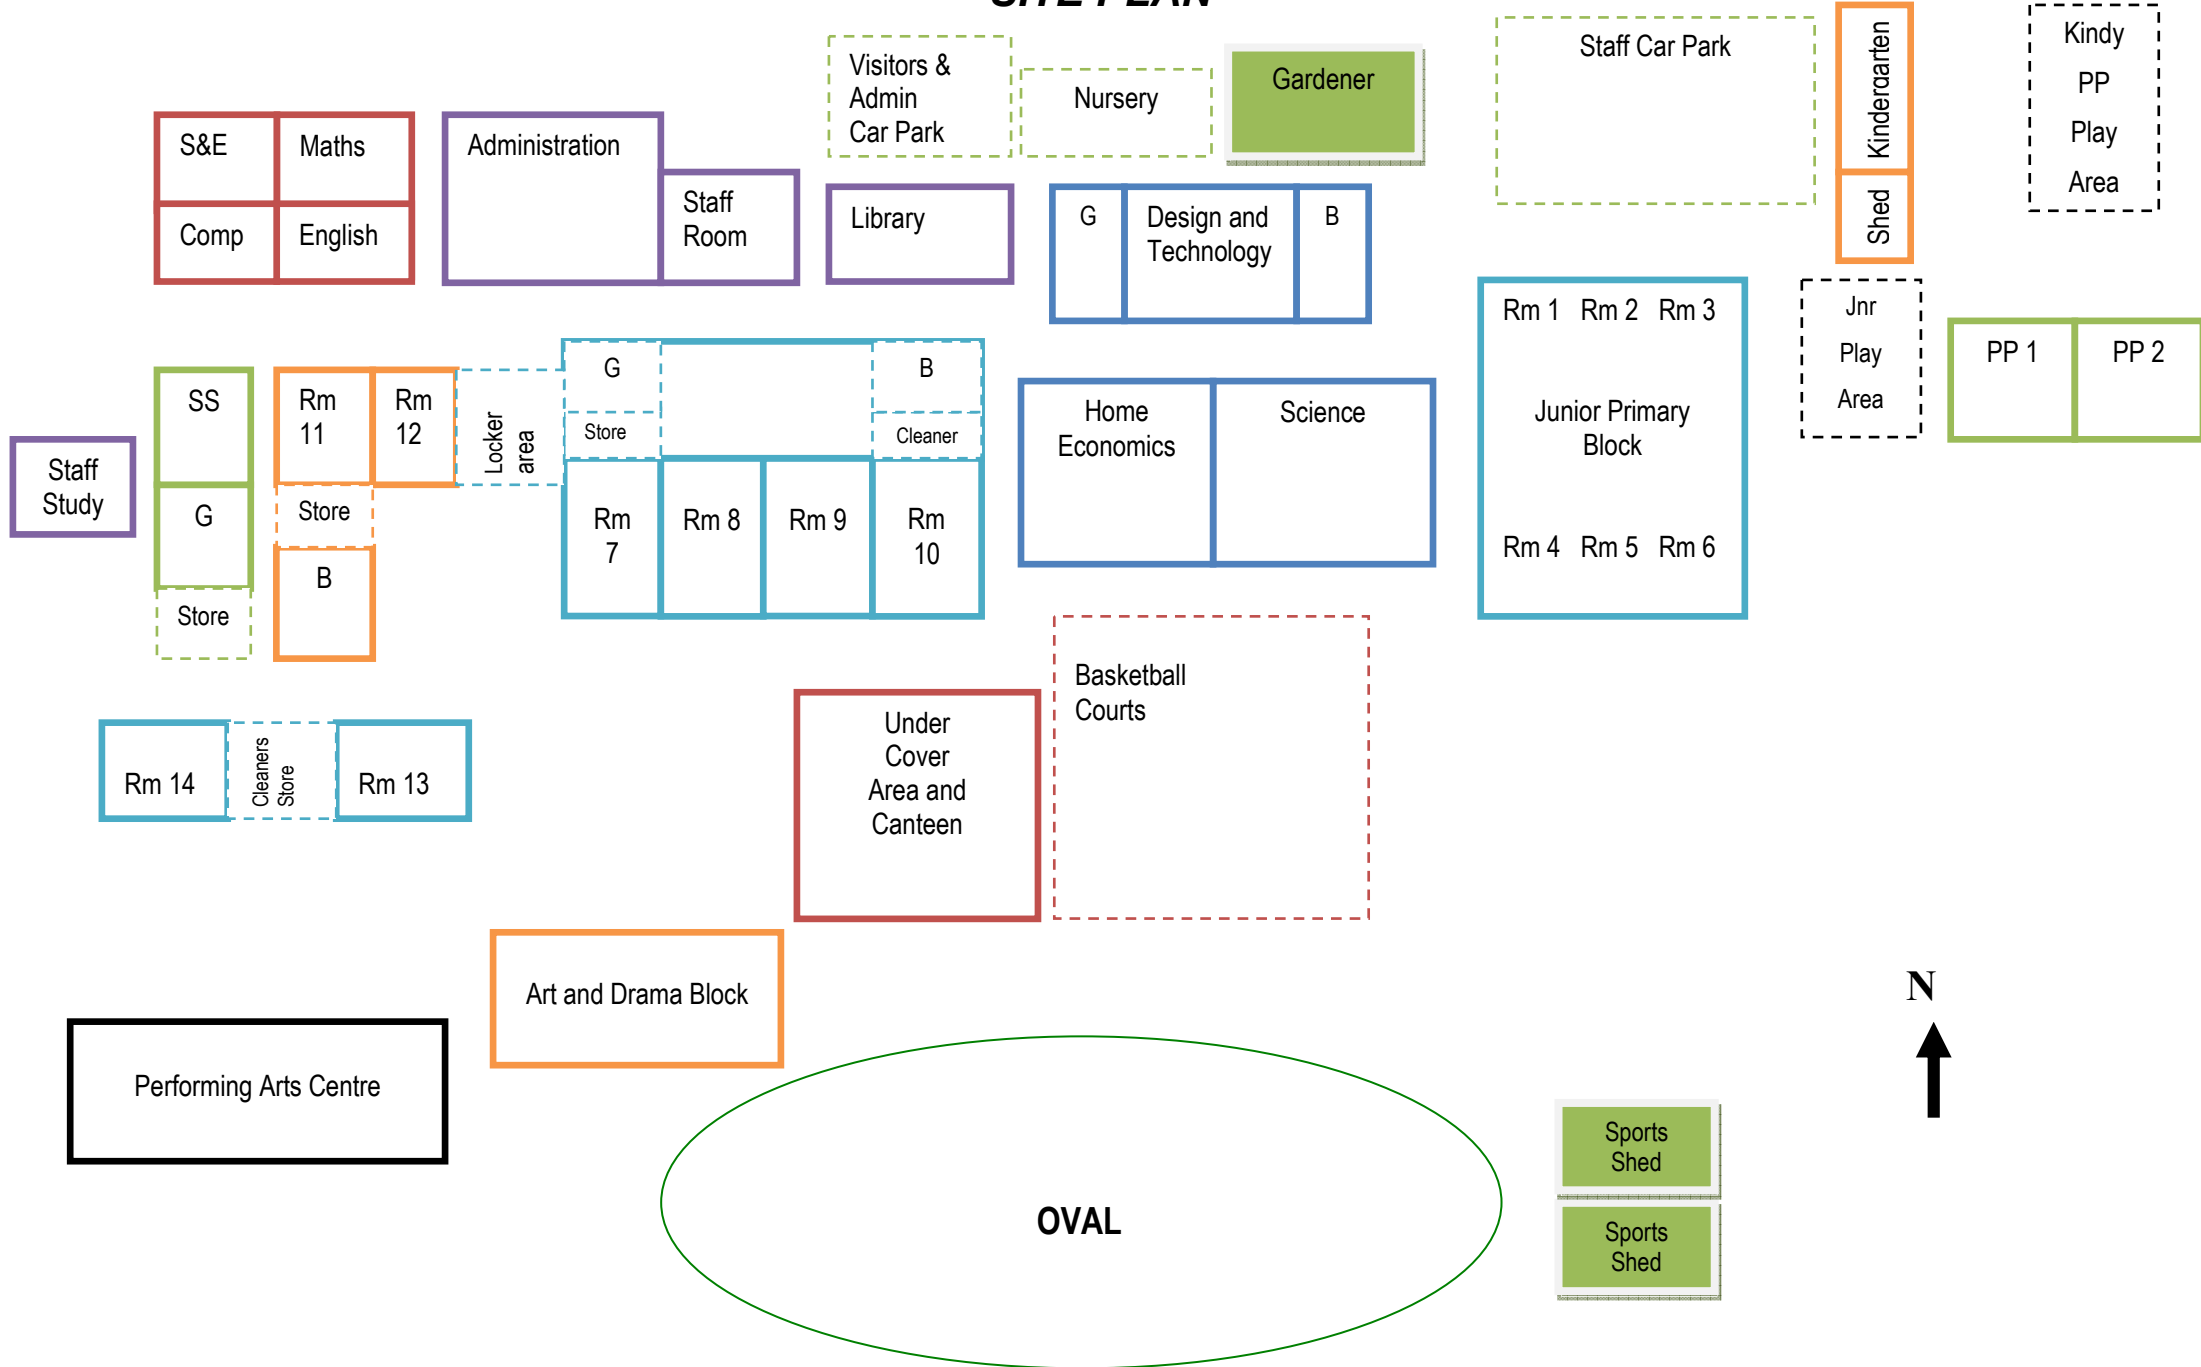 SITE PLAN
Visitors &
Admin
Car Park
Nursery
Gardener
Staff Car Park
Kindergarten
Shed
Kindy
PP
Play
Area
S&E
Maths
Comp
English
Administration
Staff
Room
Library
G
Design and
Technology
B
Rm 1 Rm 2 Rm 3
Junior Primary
Block
Rm 4 Rm 5 Rm 6
Jnr
Play
Area
PP 1
PP 2
Staff
Study
SS
G
Store
Rm
11
Rm
12
Store
B
Locker
area
G
Store
B
Cleaner
Rm
7
Rm 8
Rm 9
Rm
10
Home
Economics
Science
Basketball
Courts
Under
Cover
Area and
Canteen
Rm 14
Cleaners
Store
Rm 13
Art and Drama Block
Performing Arts Centre
OVAL
N
Sports
Shed
Sports
Shed